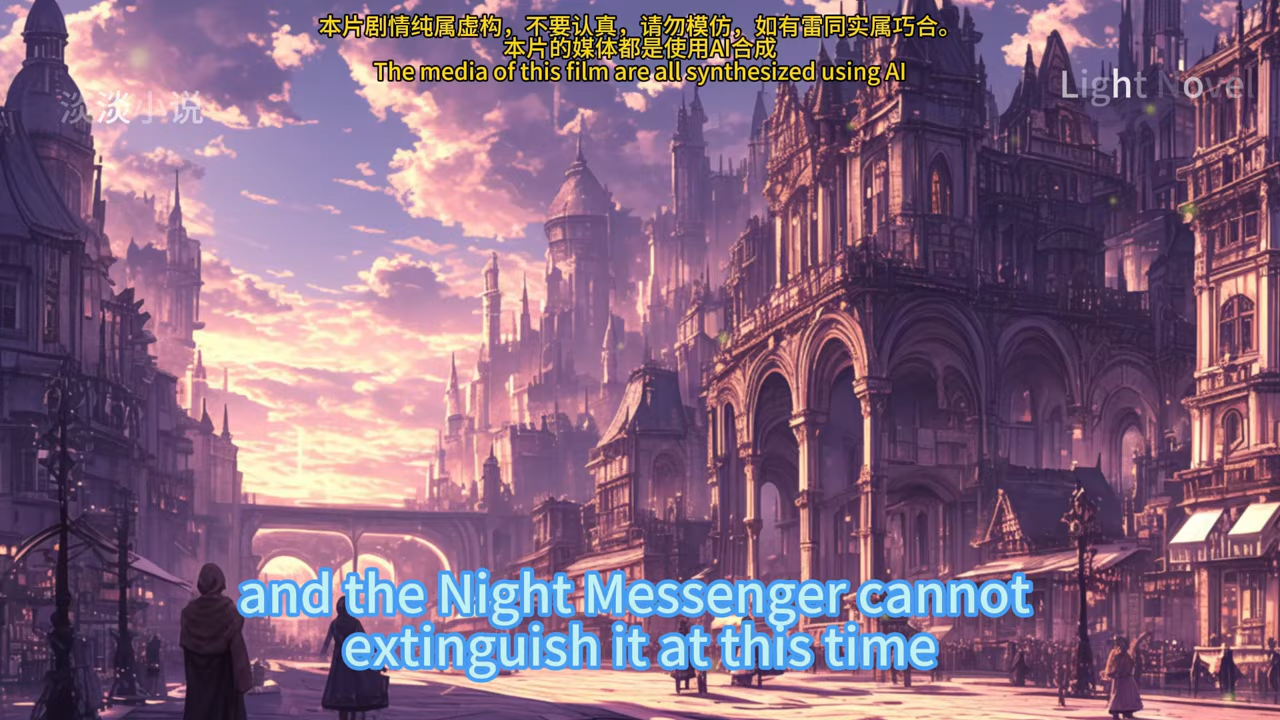 本片剧情纯属虚构，不要认真，请勿模仿，如有雷同实属巧合。
本片的媒体都是使用AI合成
The media of this film are all synthesized using AI
淡淡小说
Light Novel
and the Night Messenger cannot
extinguish it at this time